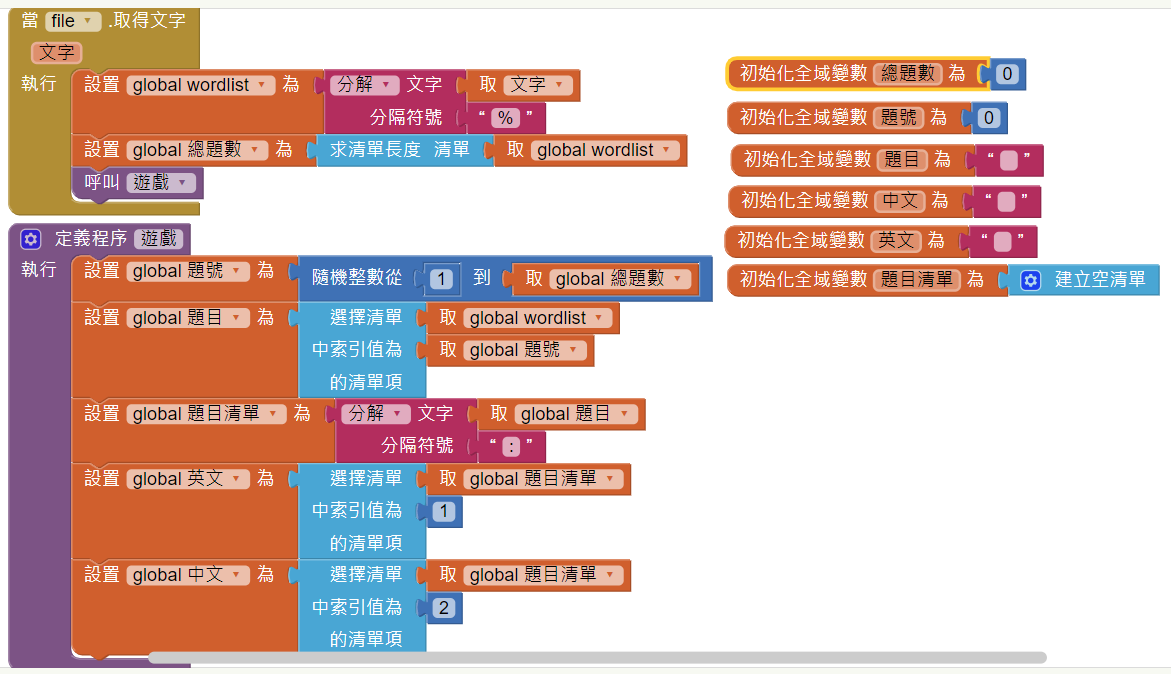 當 file .取得文字
文字
執行 設置 global wordlist 為 分解 文字 取 文字
分隔符號 “ % ”
設置 global 總題數 為 求清單長度 清單 取 global wordlist
呼叫 遊戲
定義程序 遊戲
執行 設置 global 題號 為 隨機整數從 1 到 取 global 總題數
設置 global 題目 為 選擇清單 取 global wordlist
中索引值為 取 global 題號
的清單項
設置 global 題目清單 為 分解 文字 取 global 題目
分隔符號 “ : ”
設置 global 英文 為 選擇清單 取 global 題目清單
中索引值為 1
的清單項
設置 global 中文 為 選擇清單 取 global 題目清單
中索引值為 2
的清單項
初始化全域變數 總題數 為 0
初始化全域變數 題號 為 0
初始化全域變數 題目 為 “ ”
初始化全域變數 中文 為 “ ”
初始化全域變數 英文 為 “ ”
初始化全域變數 題目清單 為 建立空清單